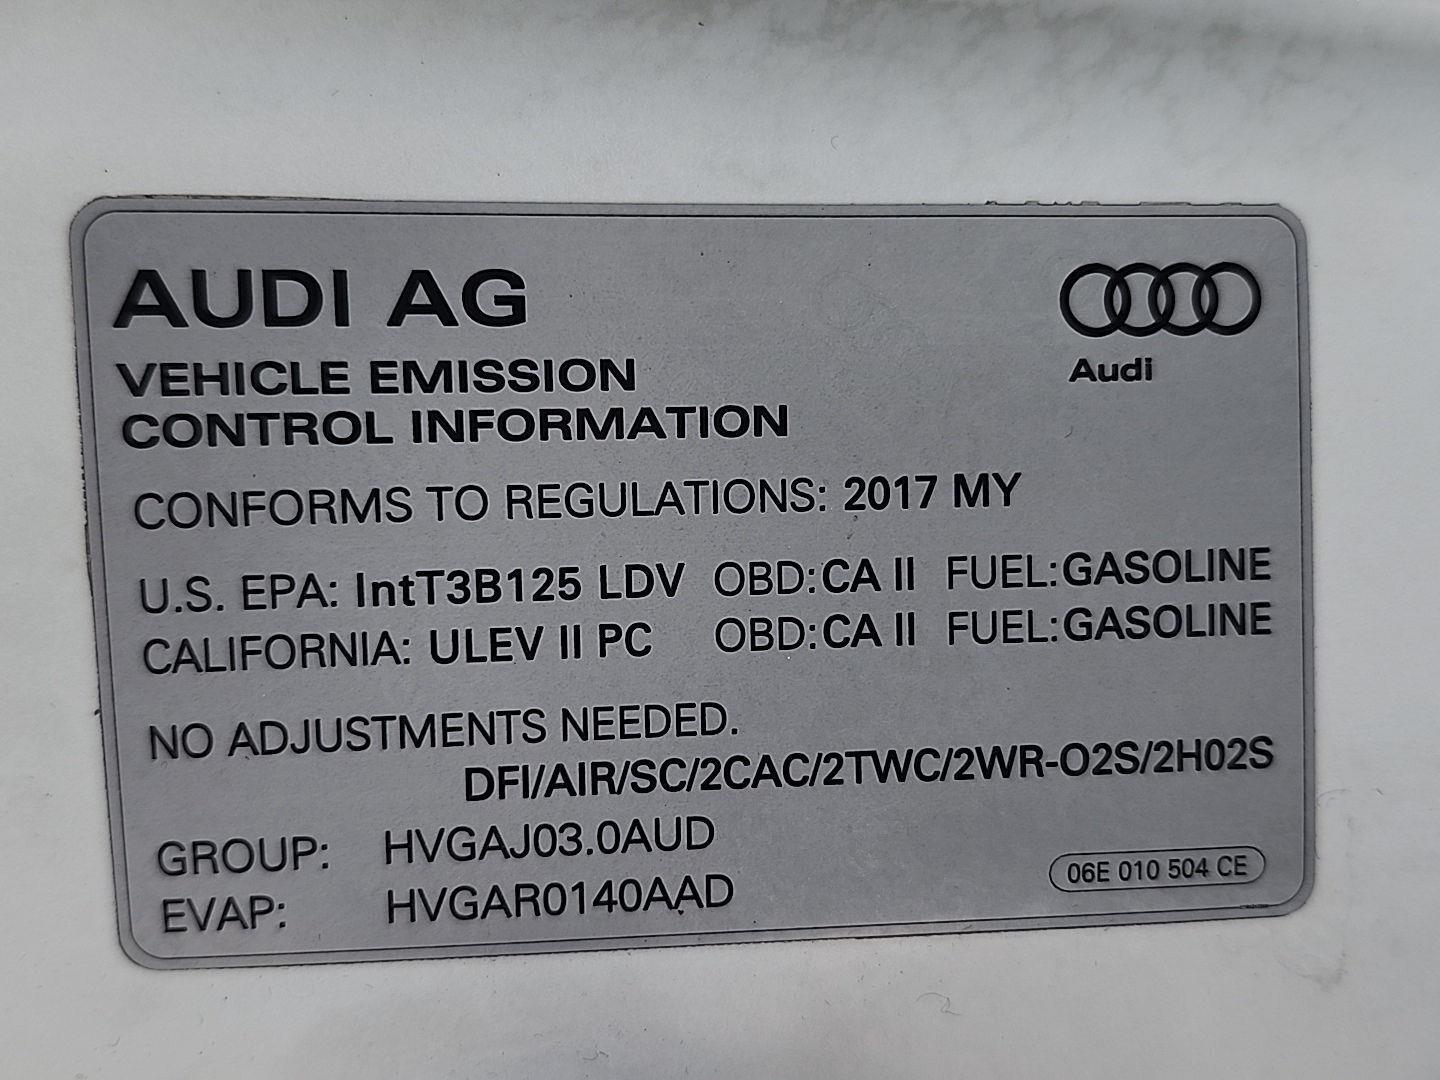 AUDI AG
Audi
VEHICLE EMISSION
CONTROL INFORMATION
CONFORMS TO REGULATIONS: 2017 MY
U.S. EPA: IntT3B125 LDV OBD:CA II FUEL:GASOLINE
CALIFORNIA: ULEV II PC OBD:CA II FUEL:GASOLINE
NO ADJUSTMENTS NEEDED.
DFI/AIR/SC/2CAC/2TWC/2WR-O2S/2H02S
GROUP: HVGAJ03.0AUD
EVAP: HVGAR0140AAD
06E 010 504 CE